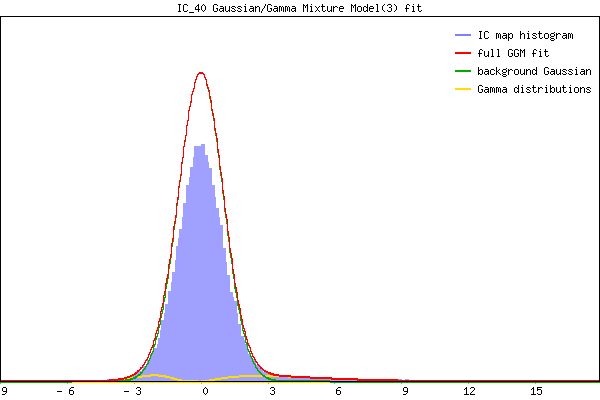 IC_40 Gaussian/Gamma Mixture Model(3) fit
IC map histogram
full GGM fit
background Gaussian
Gamma distributions
9 -6 -3 0 3 6 9 12 15